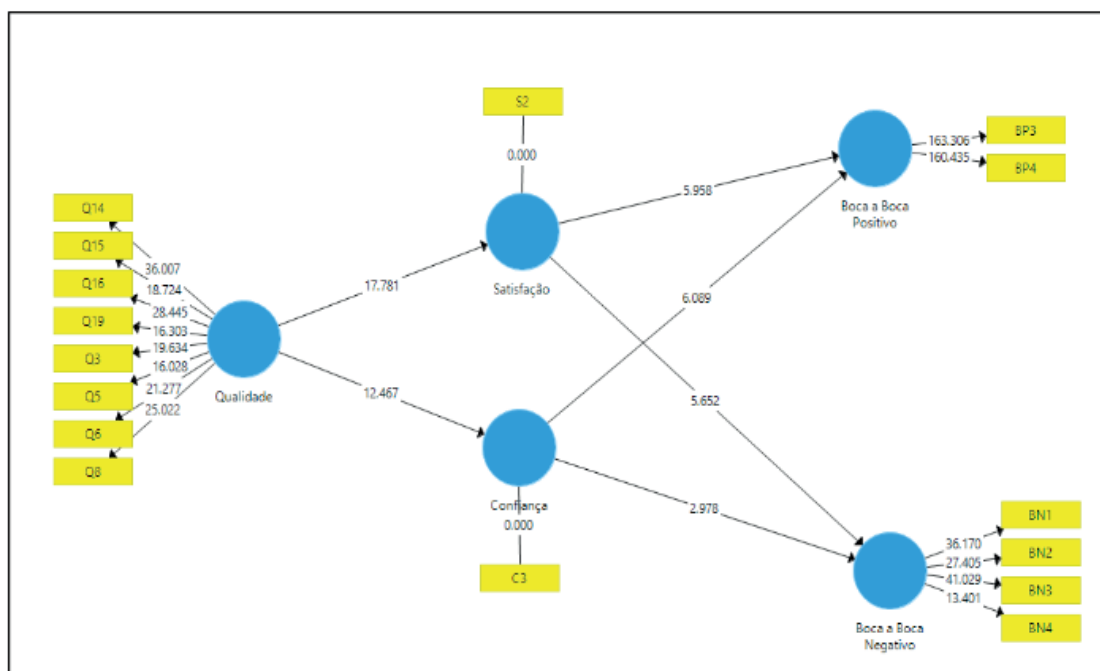 S2
0.000
BP3
163.306
160.435
BP4
5.958
Boca a Boca
Positivo
Q14
Q15
36.007
Q16
18.724
28.445
Q19
16.303
19.634
Q3
16.028
Q5
21.277
25.022
Q6
Q8
Qualidade
17.781
Satisfação
6.089
12.467
5.652
Confiança
0.000
C3
2.978
BN1
36.170
BN2
27.405
41.029
BN3
13.401
BN4
Boca a Boca
Negativo